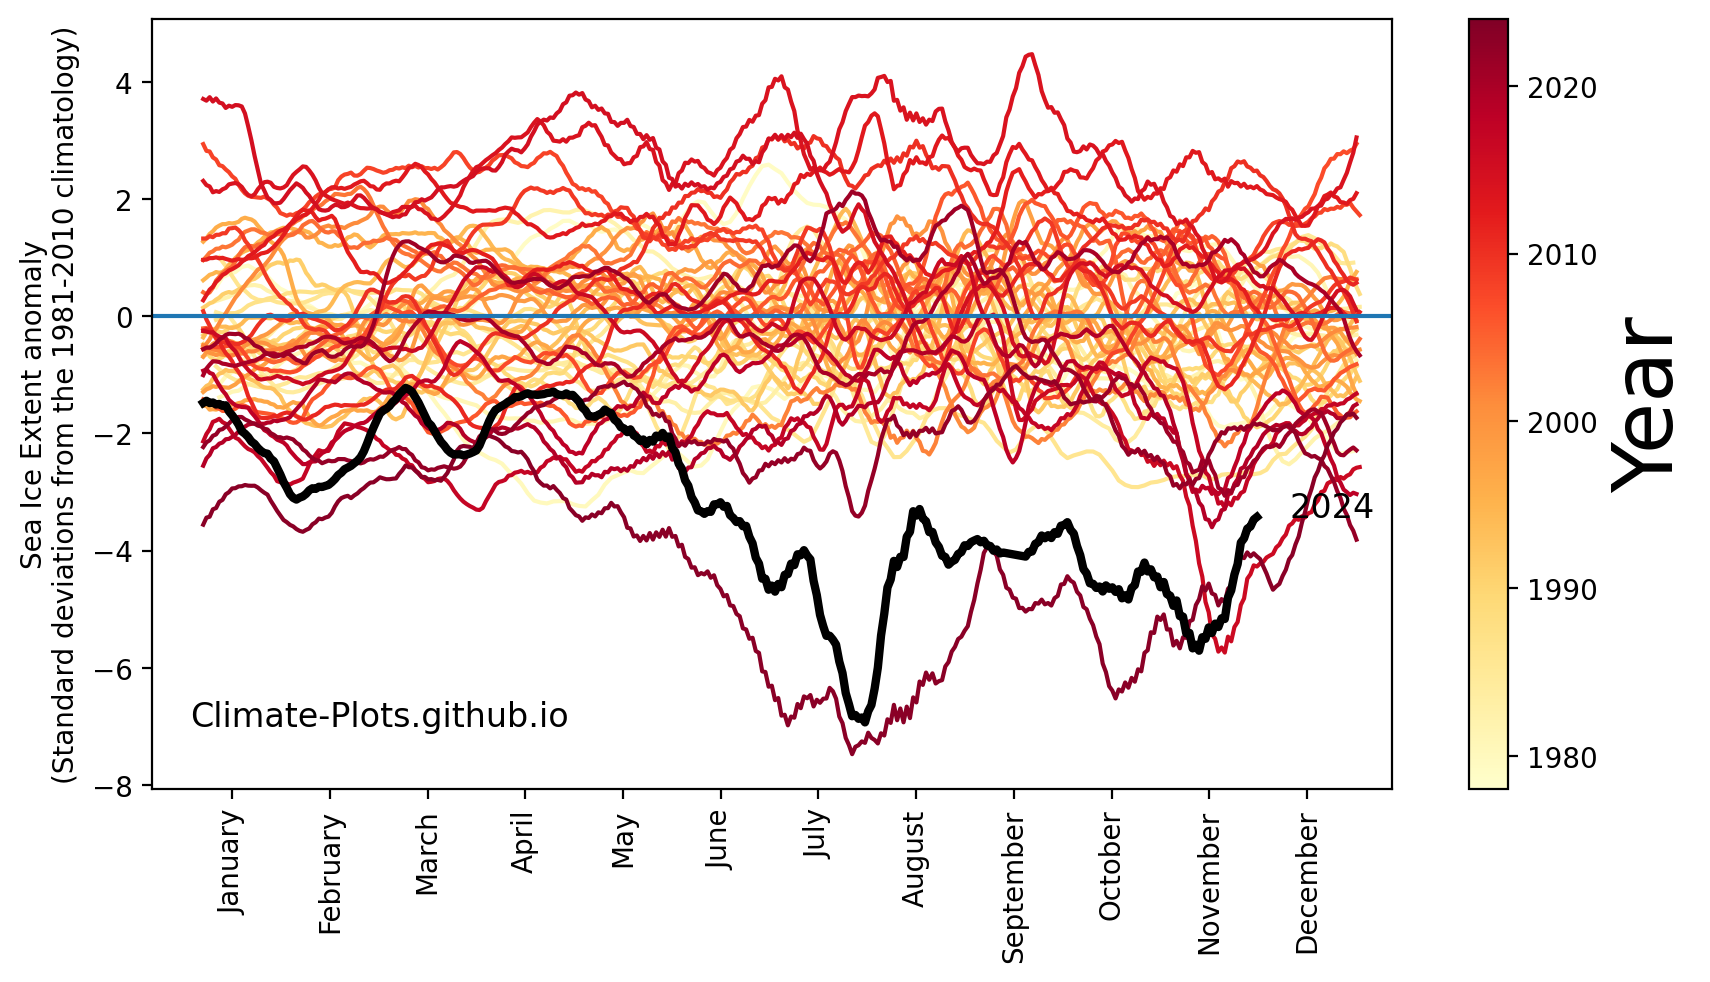 Sea Ice Extent anomaly
(Standard deviations from the 1981-2010 climatology)
4
2
0
−2
−4
−6
−8
2024
Climate-Plots.github.io
January
February
March
April
May
June
July
August
September
October
November
December
2020
2010
2000
1990
1980
Year